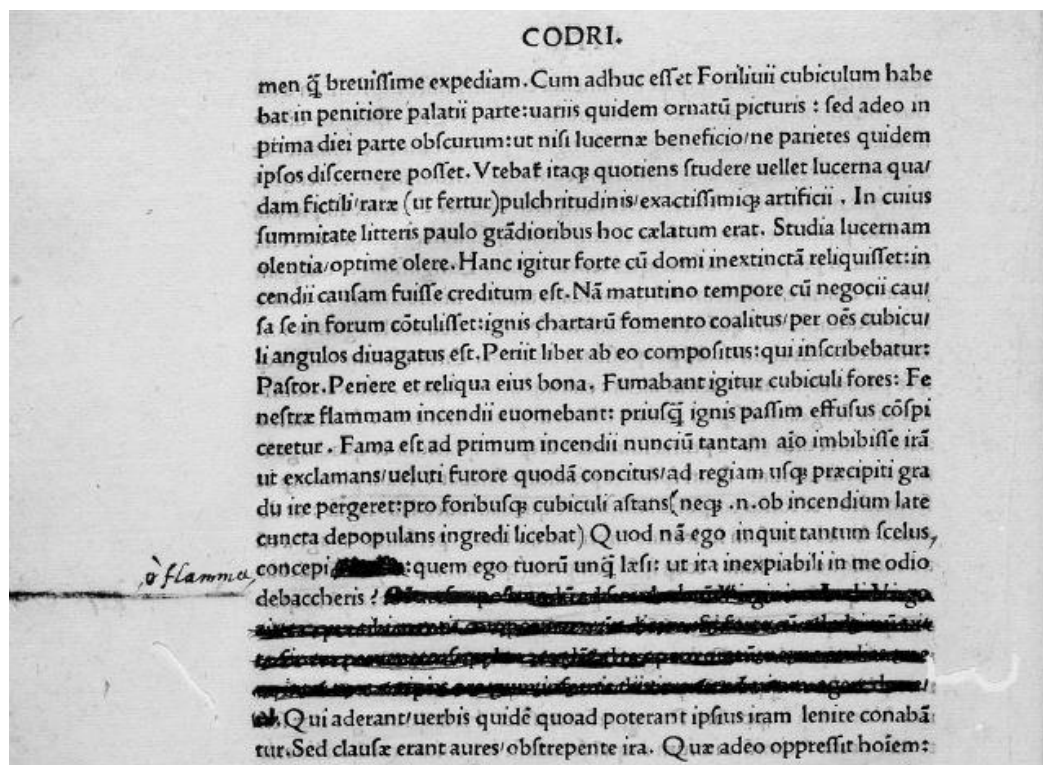 CODRI.
men q̃ breuiſſime expediam. Cum adhuc eſſet Foriliuii cubiculum habe
bat in penitiore palatii parte: uariis quidem ornatũ picturis: ſed adeo in
prima diei parte obſcurum: ut niſi lucernæ beneficio/ne parietes quidem
ipſos diſcernere poſſet. Vtebat̃ itaqꝫ quotiens ſtudere uellet lucerna qua/
dam fictili/raræ (ut fertur) pulchritudinis/exactiſſimiqꝫ artificii. In cuius
ſummitate litteris paulo grãdioribus hoc cælatum erat. Studia lucernam
olentia/optime olere. Hanc igitur forte cũ domi inextinctã reliquiſſet: in
cendii cauſam fuiſſe creditum eſt. Nã matutino tempore cũ negocii cau/
ſa ſe in forum cõtuliſſet: ignis chartarũ fomento coalitus/per oẽs cubicu/
li angulos diuagatus eſt. Periit liber ab eo compoſitus: qui inſcribebatur:
Paſtor. Periere et reliqua eius bona. Fumabant igitur cubiculi fores: Fe
neſtræ flammam incendii euomebant: priuſq̃ ignis paſſim effuſus cõſpi
ceretur. Fama eſt ad primum incendii nunciũ tantam aĩo imbibiſſe irã
ut exclamans/ueluti furore quodã concitus/ad regiam uſqꝫ præcipiti gra
du ire pergeret: pro foribuſqꝫ cubiculi aſtans (neqꝫ .n. ob incendium late
cuncta depopulans ingredi licebat) Quod nã ego inquit tantum ſcelus,
ò flamma,
concepi : quem ego tuorũ unq̃ læſi: ut ita inexpiabili in me odio
debaccheris?
Qui aderant/uerbis quidẽ quoad poterant ipſius iram lenire conabã
tur. Sed clauſæ erant aures/obſtrepente ira. Quæ adeo oppreſſit hoĩem: